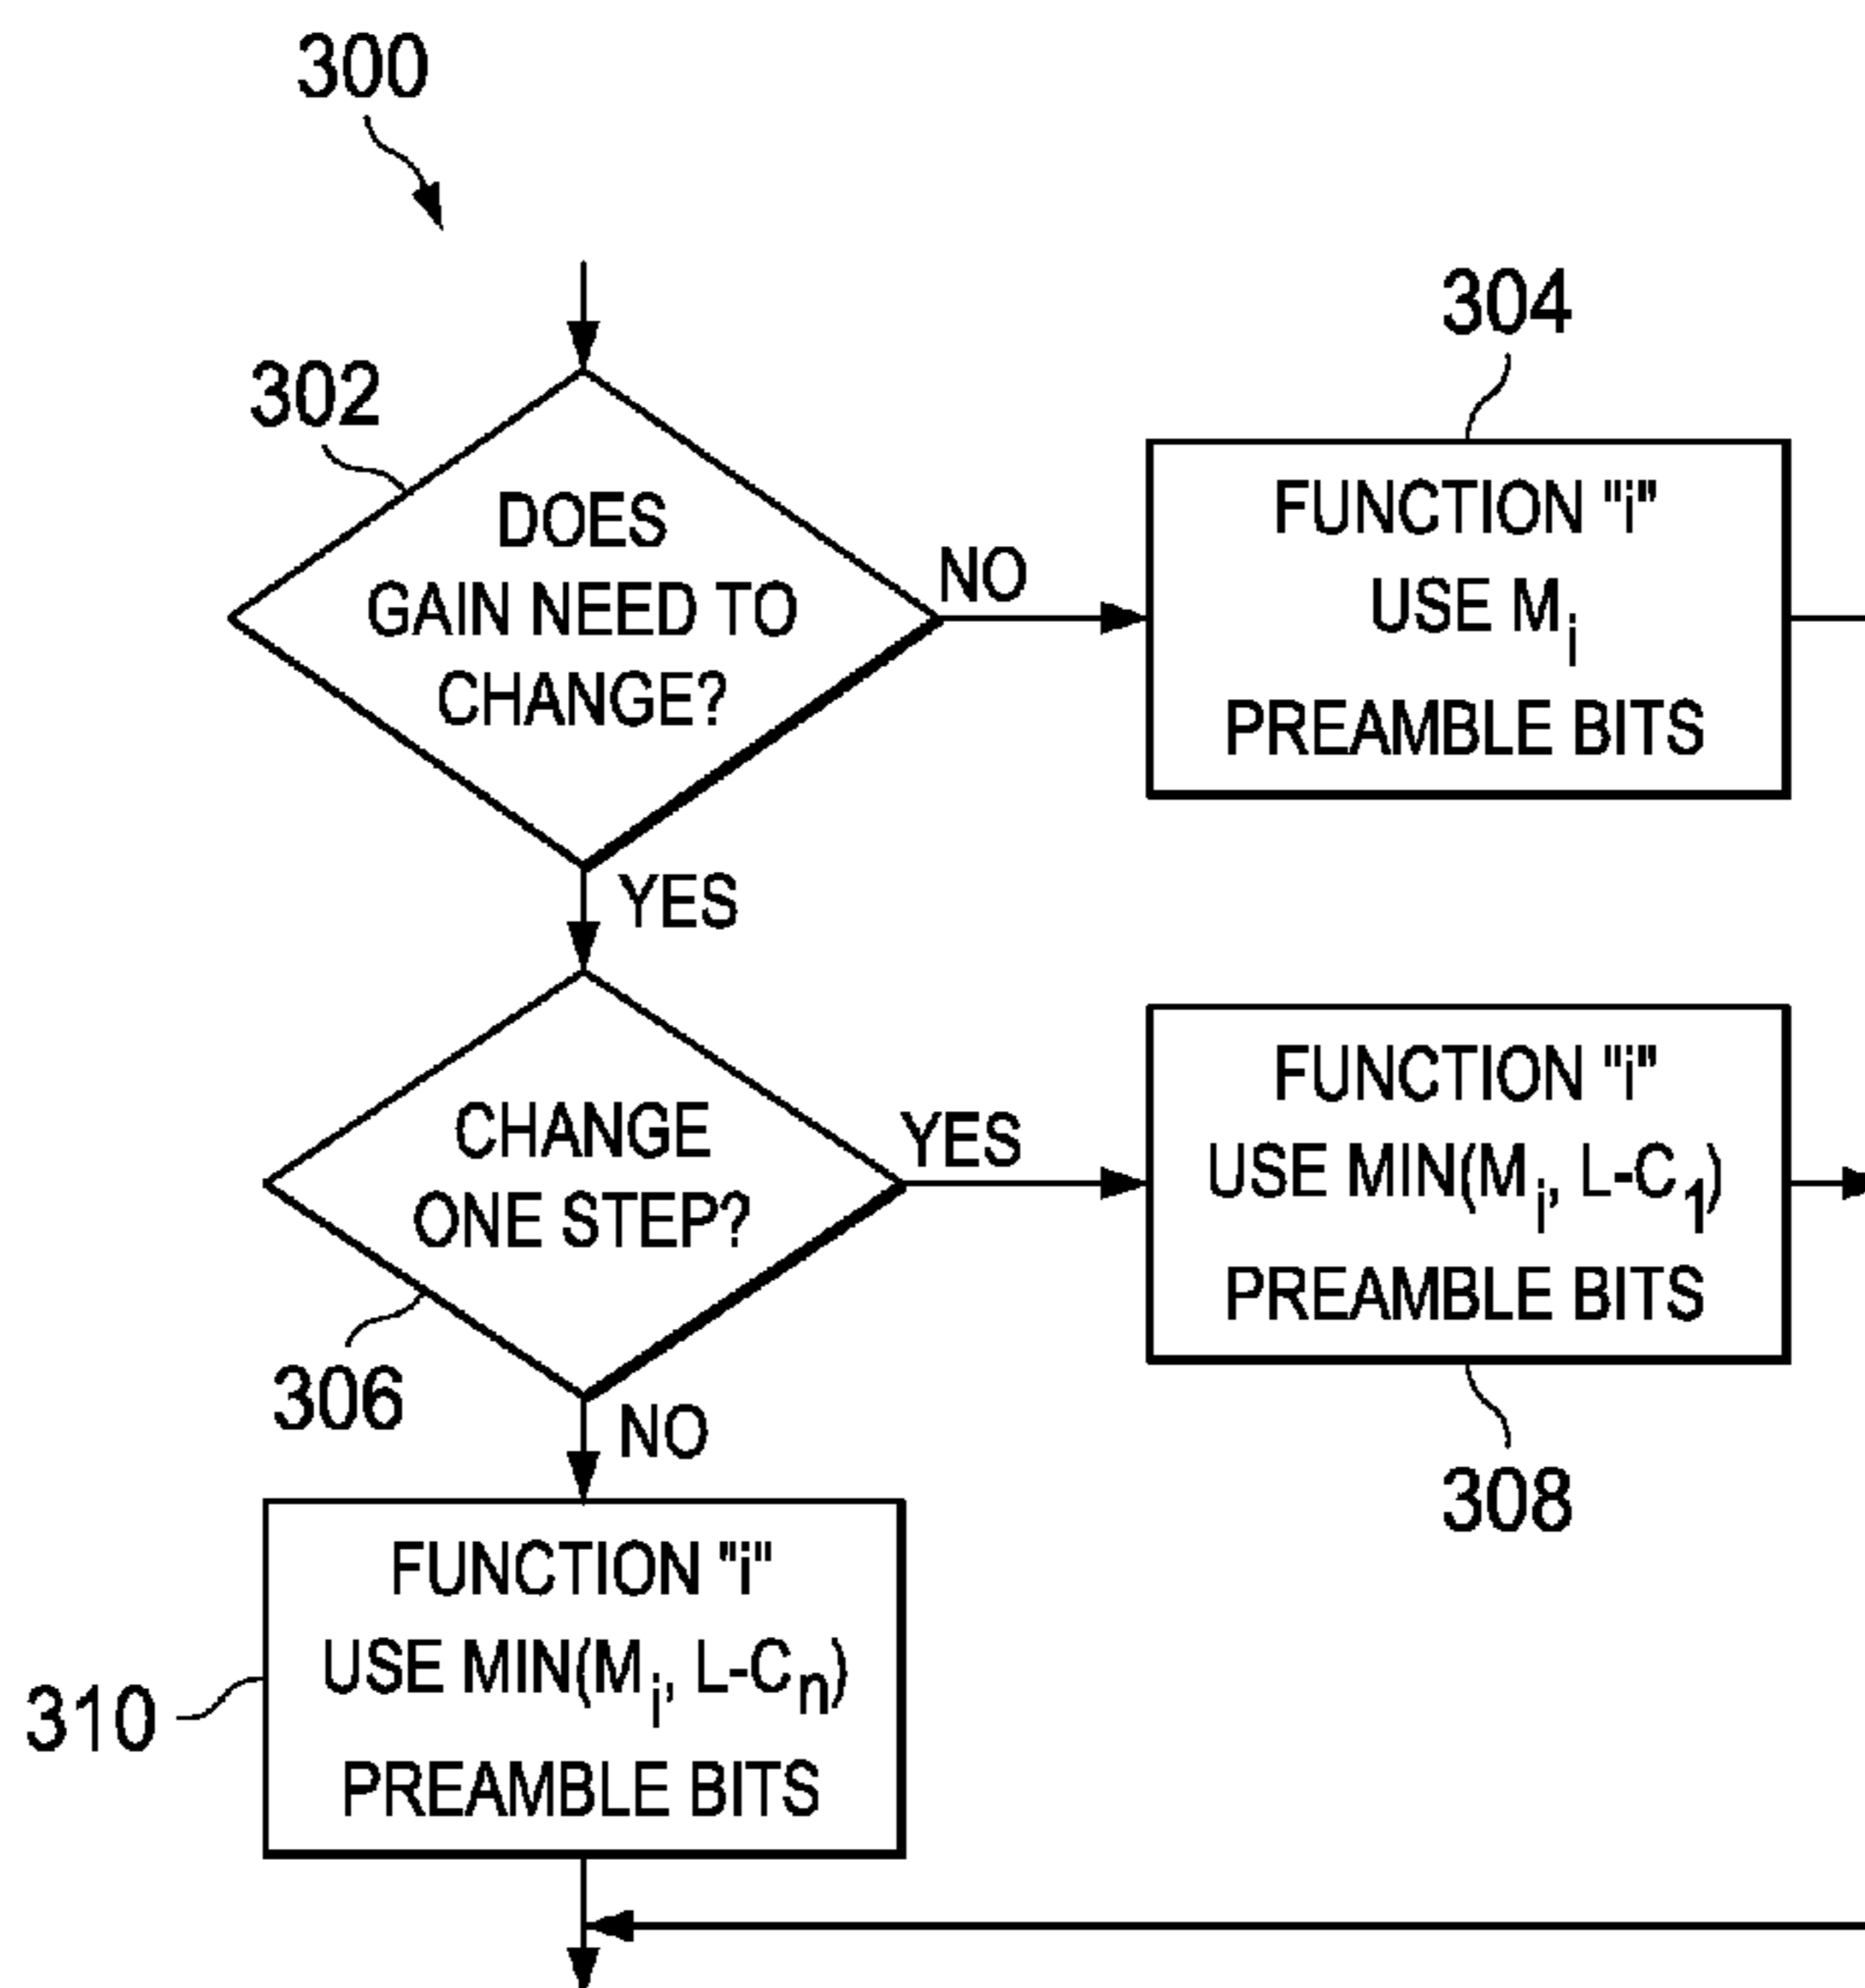 300
302
DOES
GAIN NEED TO
CHANGE?
NO
304
FUNCTION "i"
USE Mi
PREAMBLE BITS
YES
CHANGE
ONE STEP?
306
YES
FUNCTION "i"
USE MIN(Mi, L-C1)
PREAMBLE BITS
308
NO
FUNCTION "i"
USE MIN(Mi, L-Cn)
PREAMBLE BITS
310